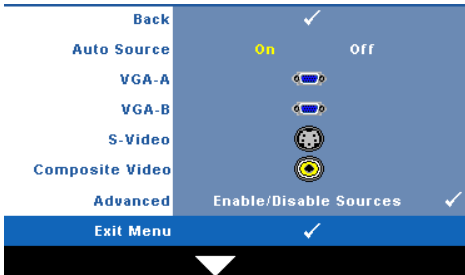 Back
Auto Source On Off
VGA-A
VGA-B
S-Video
Composite Video
Advanced Enable/Disable Sources
Exit Menu